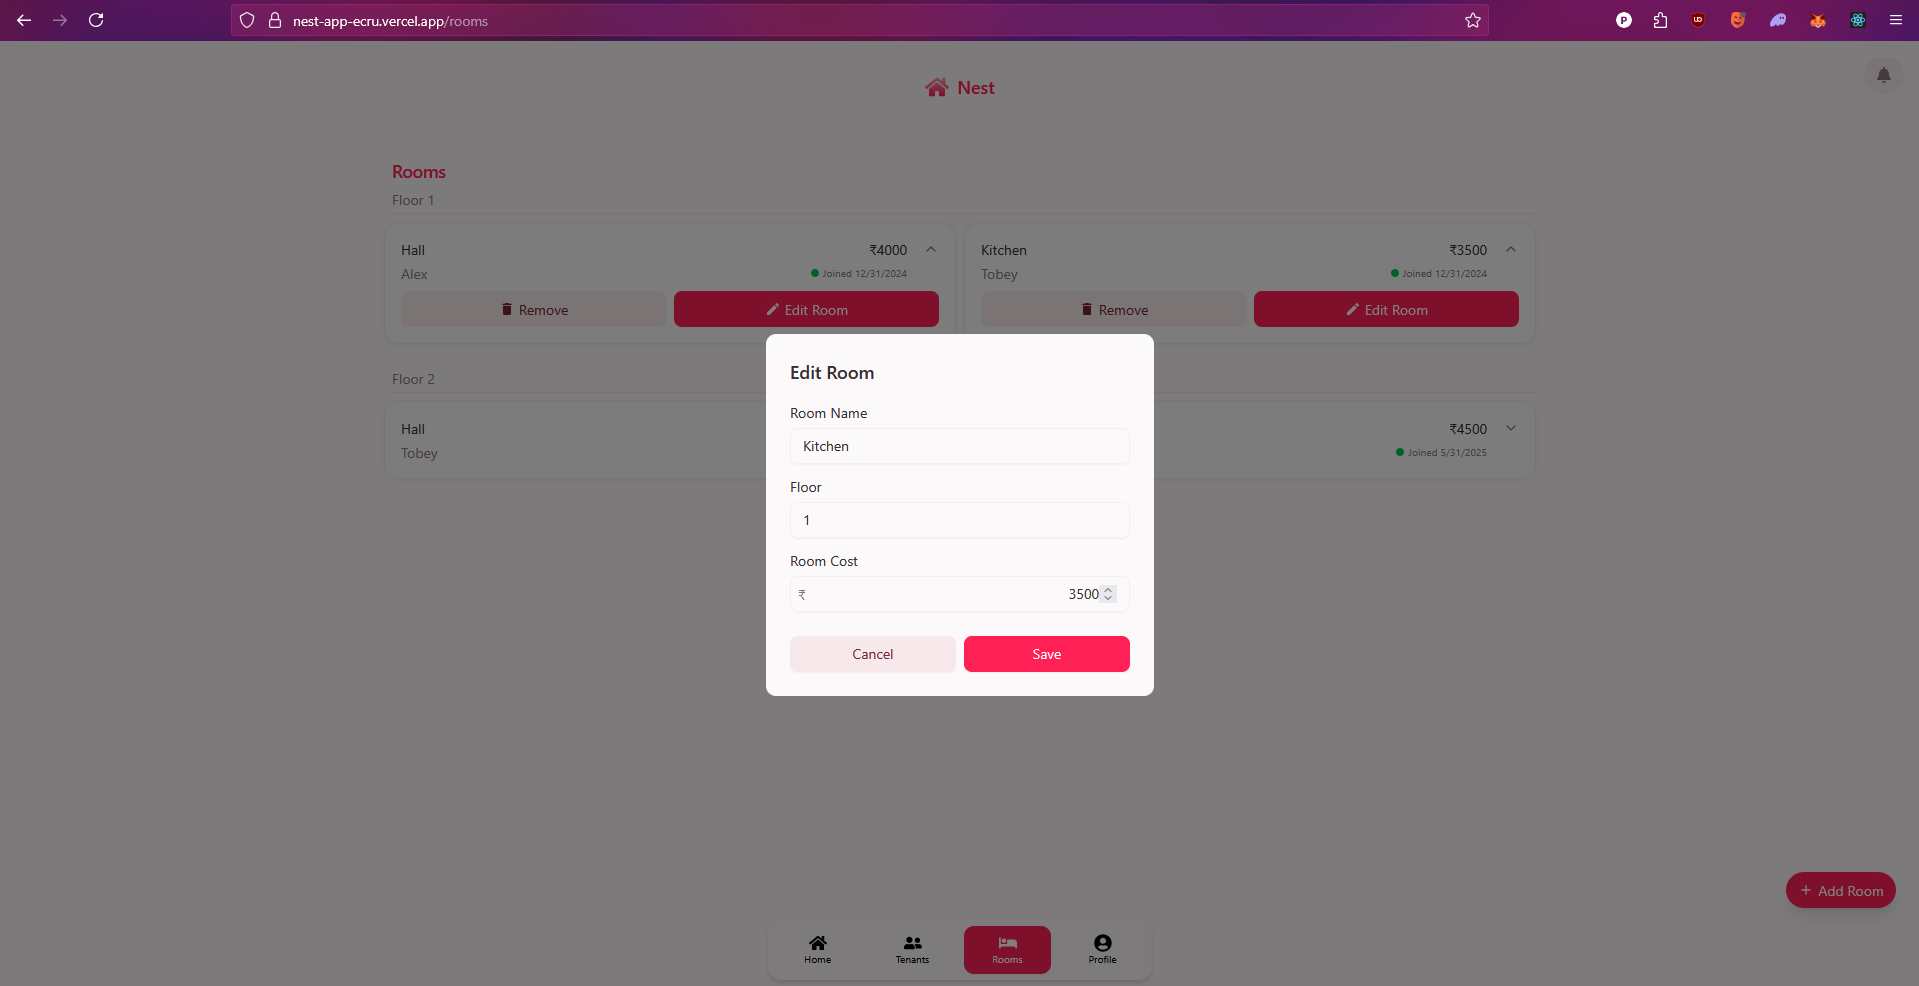 nest-app-ecru.vercel.app/rooms
Nest
Rooms
Floor 1
Hall ₹4000
Alex Joined 12/31/2024
Remove Edit Room
Kitchen ₹3500
Tobey Joined 12/31/2024
Remove Edit Room
Floor 2
Hall
Tobey
₹4500
Joined 5/31/2025
Edit Room
Room Name
Kitchen
Floor
1
Room Cost
₹ 3500
Cancel Save
+ Add Room
Home Tenants Rooms Profile